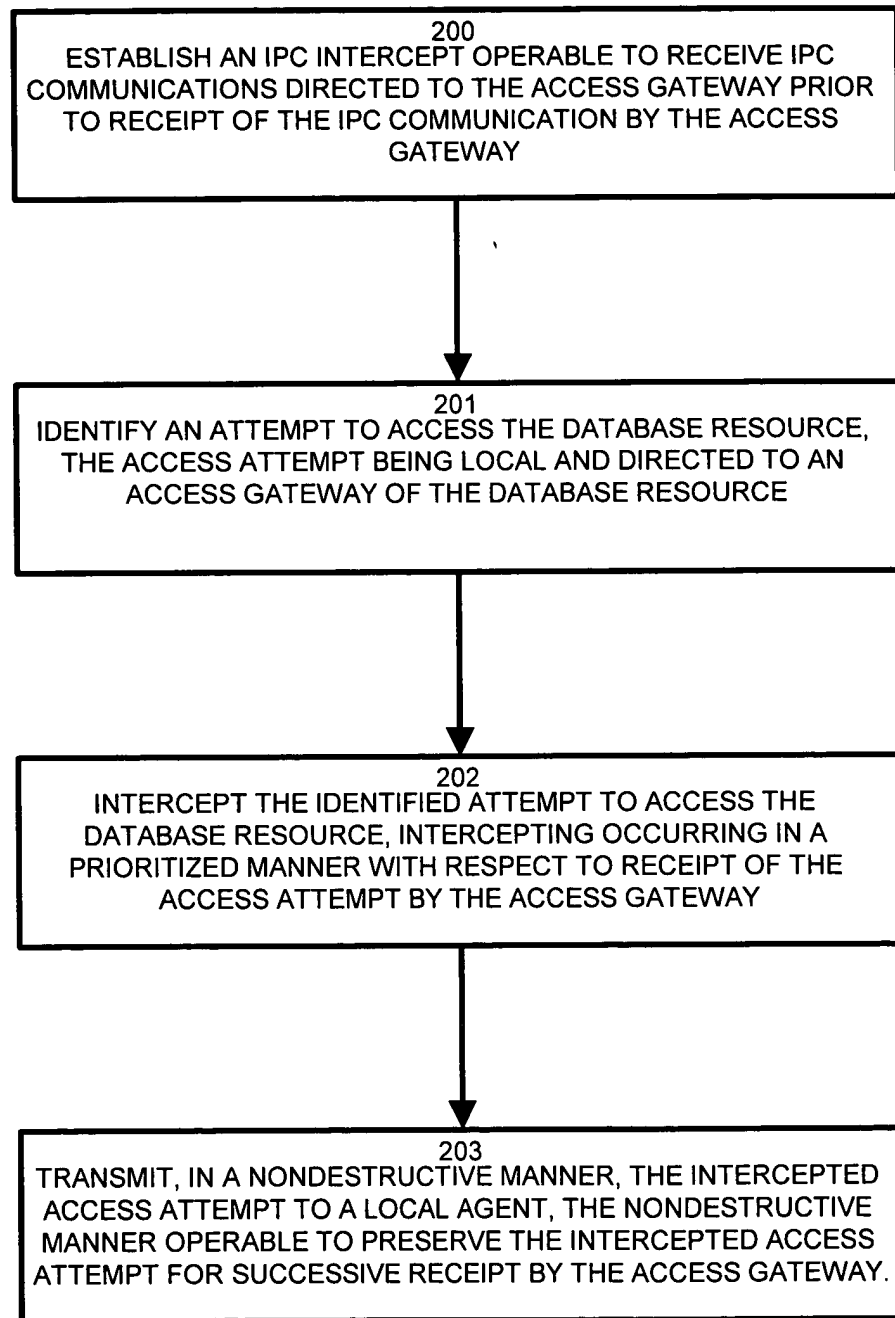 200
ESTABLISH AN IPC INTERCEPT OPERABLE TO RECEIVE IPC
COMMUNICATIONS DIRECTED TO THE ACCESS GATEWAY PRIOR
TO RECEIPT OF THE IPC COMMUNICATION BY THE ACCESS
GATEWAY
201
IDENTIFY AN ATTEMPT TO ACCESS THE DATABASE RESOURCE,
THE ACCESS ATTEMPT BEING LOCAL AND DIRECTED TO AN
ACCESS GATEWAY OF THE DATABASE RESOURCE
202
INTERCEPT THE IDENTIFIED ATTEMPT TO ACCESS THE
DATABASE RESOURCE, INTERCEPTING OCCURRING IN A
PRIORITIZED MANNER WITH RESPECT TO RECEIPT OF THE
ACCESS ATTEMPT BY THE ACCESS GATEWAY
203
TRANSMIT, IN A NONDESTRUCTIVE MANNER, THE INTERCEPTED
ACCESS ATTEMPT TO A LOCAL AGENT, THE NONDESTRUCTIVE
MANNER OPERABLE TO PRESERVE THE INTERCEPTED ACCESS
ATTEMPT FOR SUCCESSIVE RECEIPT BY THE ACCESS GATEWAY.